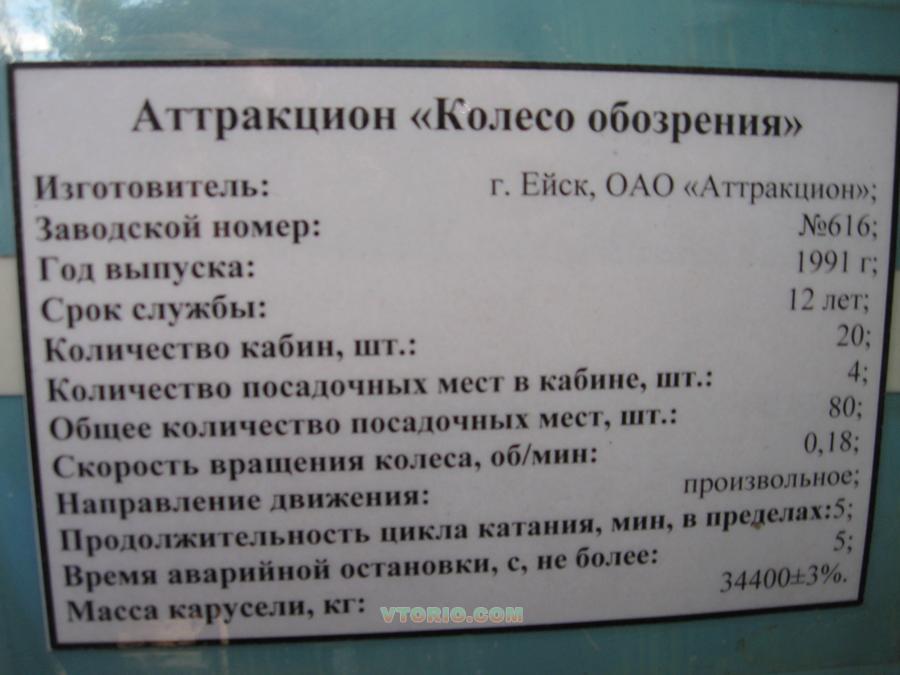 Аттракцион «Колесо обозрения»
Изготовитель: г. Ейск, ОАО «Аттракцион»;
Заводской номер: №616;
Год выпуска: 1991 г;
Срок службы: 12 лет;
Количество кабин, шт.: 20;
Количество посадочных мест в кабине, шт.: 4;
Общее количество посадочных мест, шт.: 80;
Скорость вращения колеса, об/мин: 0,18;
Направление движения: произвольное;
Продолжительность цикла катания, мин, в пределах:5;
Время аварийной остановки, с, не более: 5;
Масса карусели, кг: 34400±3%.
VTORIO.COM